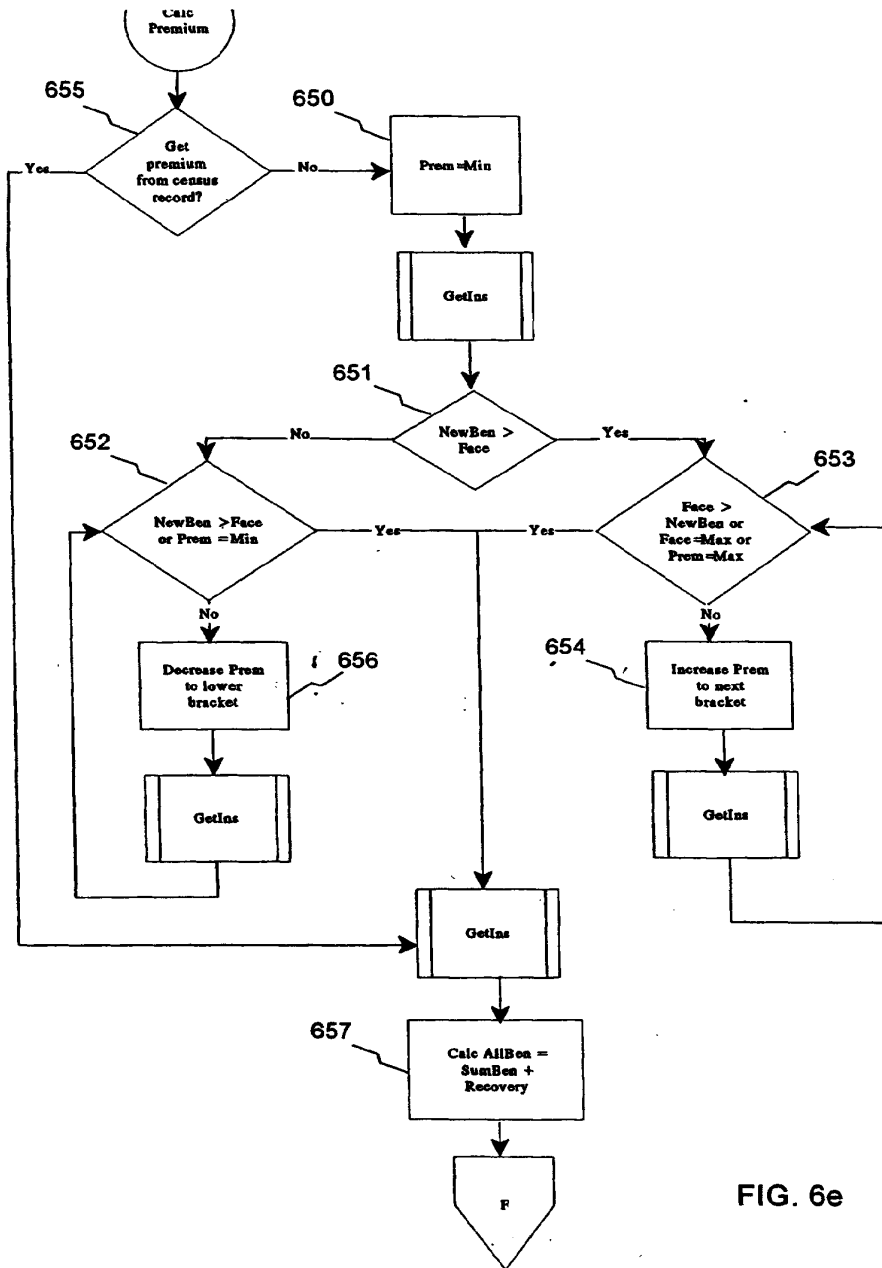 Calc
Premium
655
650
Get
premium
from census
record?
Yes
No
Prem=Min
GetIns
651
NewBen >
Face
No
Yes
652
653
NewBen >Face
or Prem =Min
Yes
Yes
Face >
NewBen or
Face=Max or
Prem=Max
No
No
Decrease Prem
to lower
bracket
656
654
Increase Prem
to next
bracket
GetIns
GetIns
GetIns
657
Calc AllBen =
SumBen +
Recovery
F
FIG. 6e